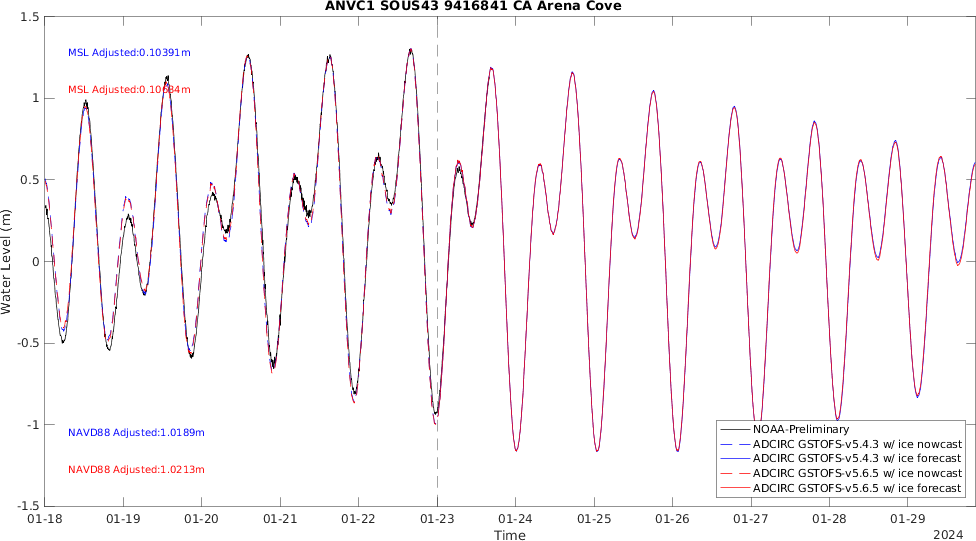 ANVC1 SOUS43 9416841 CA Arena Cove
1.5
1
0.5
0
-0.5
-1
-1.5
Water Level (m)
MSL Adjusted:0.10391m
MSL Adjusted:0.10684m
NAVD88 Adjusted:1.0189m
NAVD88 Adjusted:1.0213m
NOAA-Preliminary
ADCIRC GSTOFS-v5.4.3 w/ ice nowcast
ADCIRC GSTOFS-v5.4.3 w/ ice forecast
ADCIRC GSTOFS-v5.6.5 w/ ice nowcast
ADCIRC GSTOFS-v5.6.5 w/ ice forecast
01-18 01-19 01-20 01-21 01-22 01-23 01-24 01-25 01-26 01-27 01-28 01-29
Time
2024